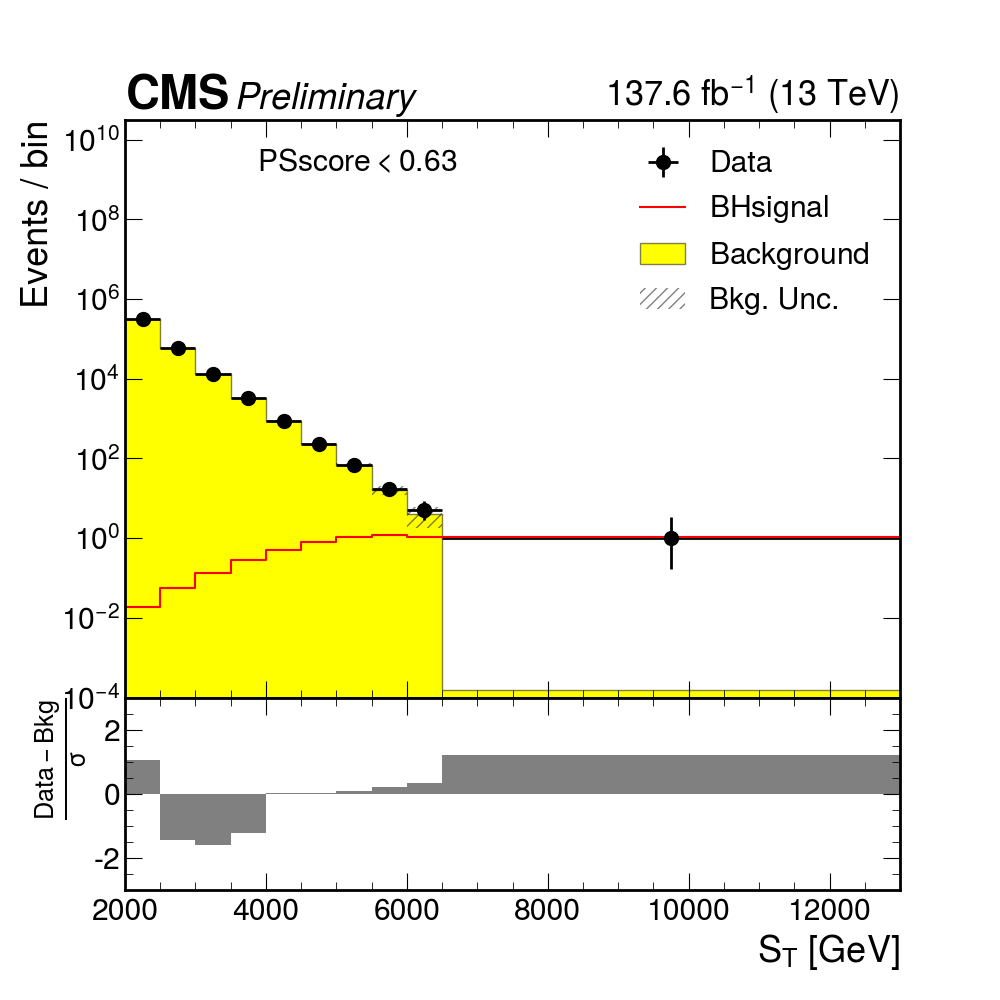 CMS Preliminary 137.6 fb⁻¹ (13 TeV)
Events / bin
10¹⁰
10⁸
10⁶
10⁴
10²
10⁰
10⁻²
10⁻⁴
PSscore < 0.63
Data
BHsignal
Background
Bkg. Unc.
Data − Bkg
σ
2
0
-2
2000 4000 6000 8000 10000 12000
S_T [GeV]